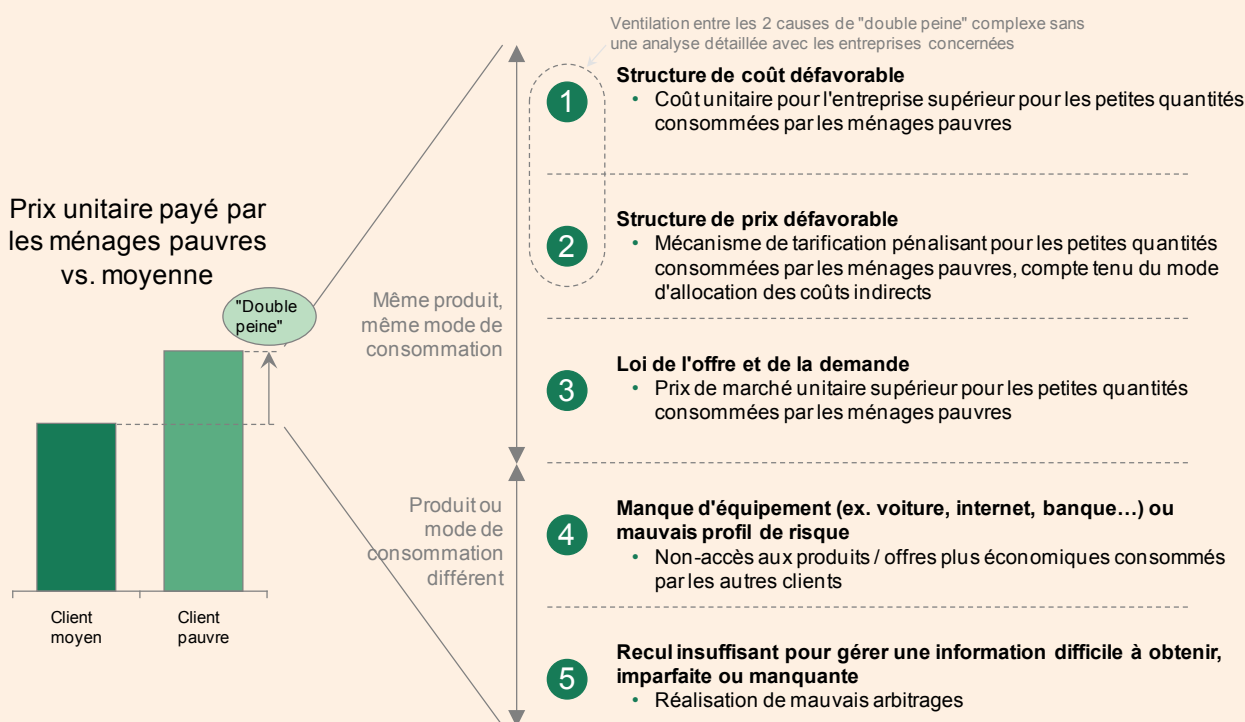 Ventilation entre les 2 causes de "double peine" complexe sans
une analyse détaillée avec les entreprises concernées
Prix unitaire payé par
les ménages pauvres
vs. moyenne
"Double
peine"
Client
moyen
Client
pauvre
Même produit,
même mode de
consommation
1
Structure de coût défavorable
• Coût unitaire pour l'entreprise supérieur pour les petites quantités
consommées par les ménages pauvres
2
Structure de prix défavorable
• Mécanisme de tarification pénalisant pour les petites quantités
consommées par les ménages pauvres, compte tenu du mode
d'allocation des coûts indirects
3
Loi de l'offre et de la demande
• Prix de marché unitaire supérieur pour les petites quantités
consommées par les ménages pauvres
Produit ou
mode de
consommation
différent
4
Manque d'équipement (ex. voiture, internet, banque…) ou
mauvais profil de risque
• Non-accès aux produits / offres plus économiques consommés
par les autres clients
5
Recul insuffisant pour gérer une information difficile à obtenir,
imparfaite ou manquante
• Réalisation de mauvais arbitrages